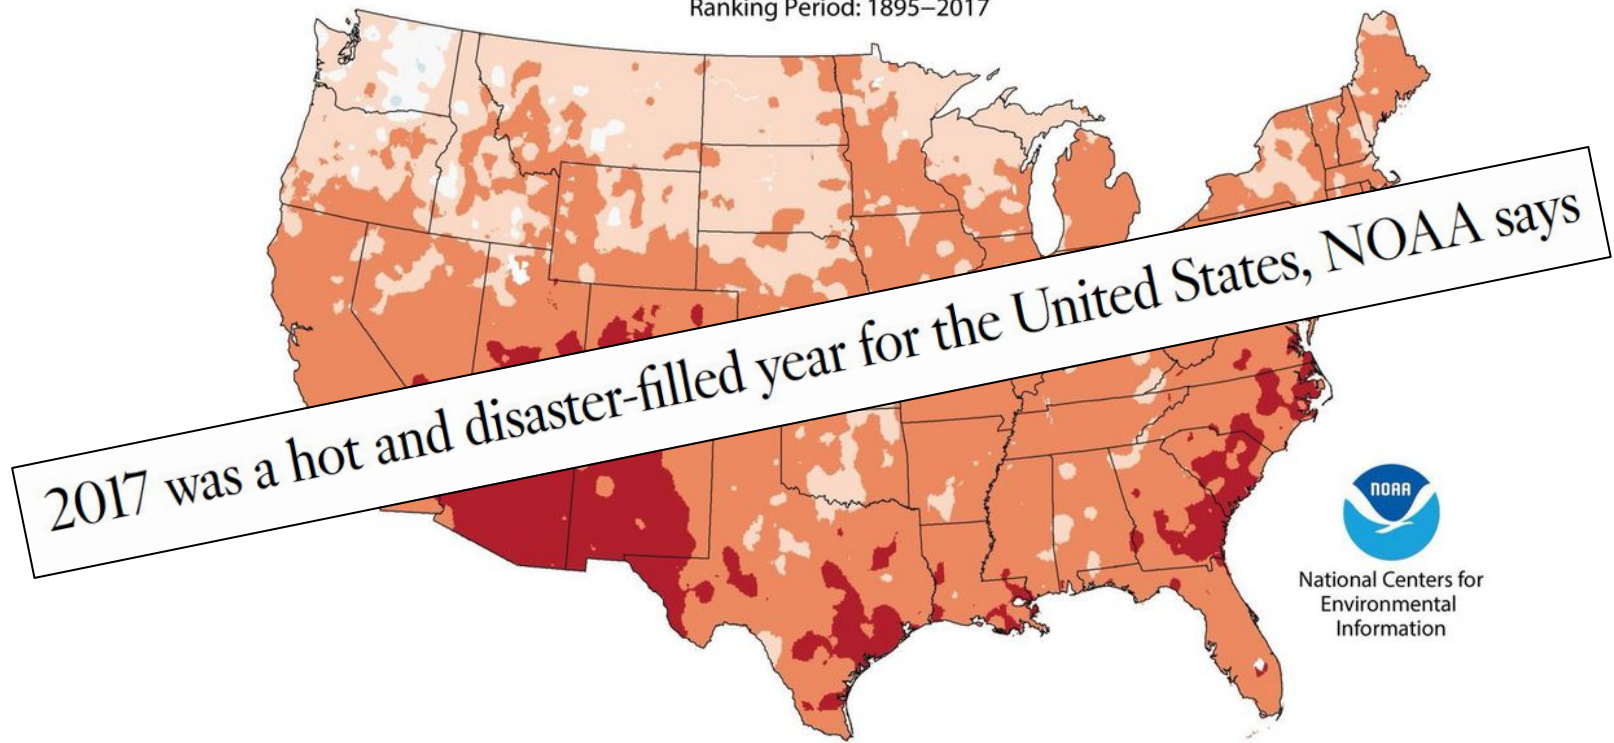 Ranking Period: 1895–2017
2017 was a hot and disaster-filled year for the United States, NOAA says
NOAA
National Centers for
Environmental
Information